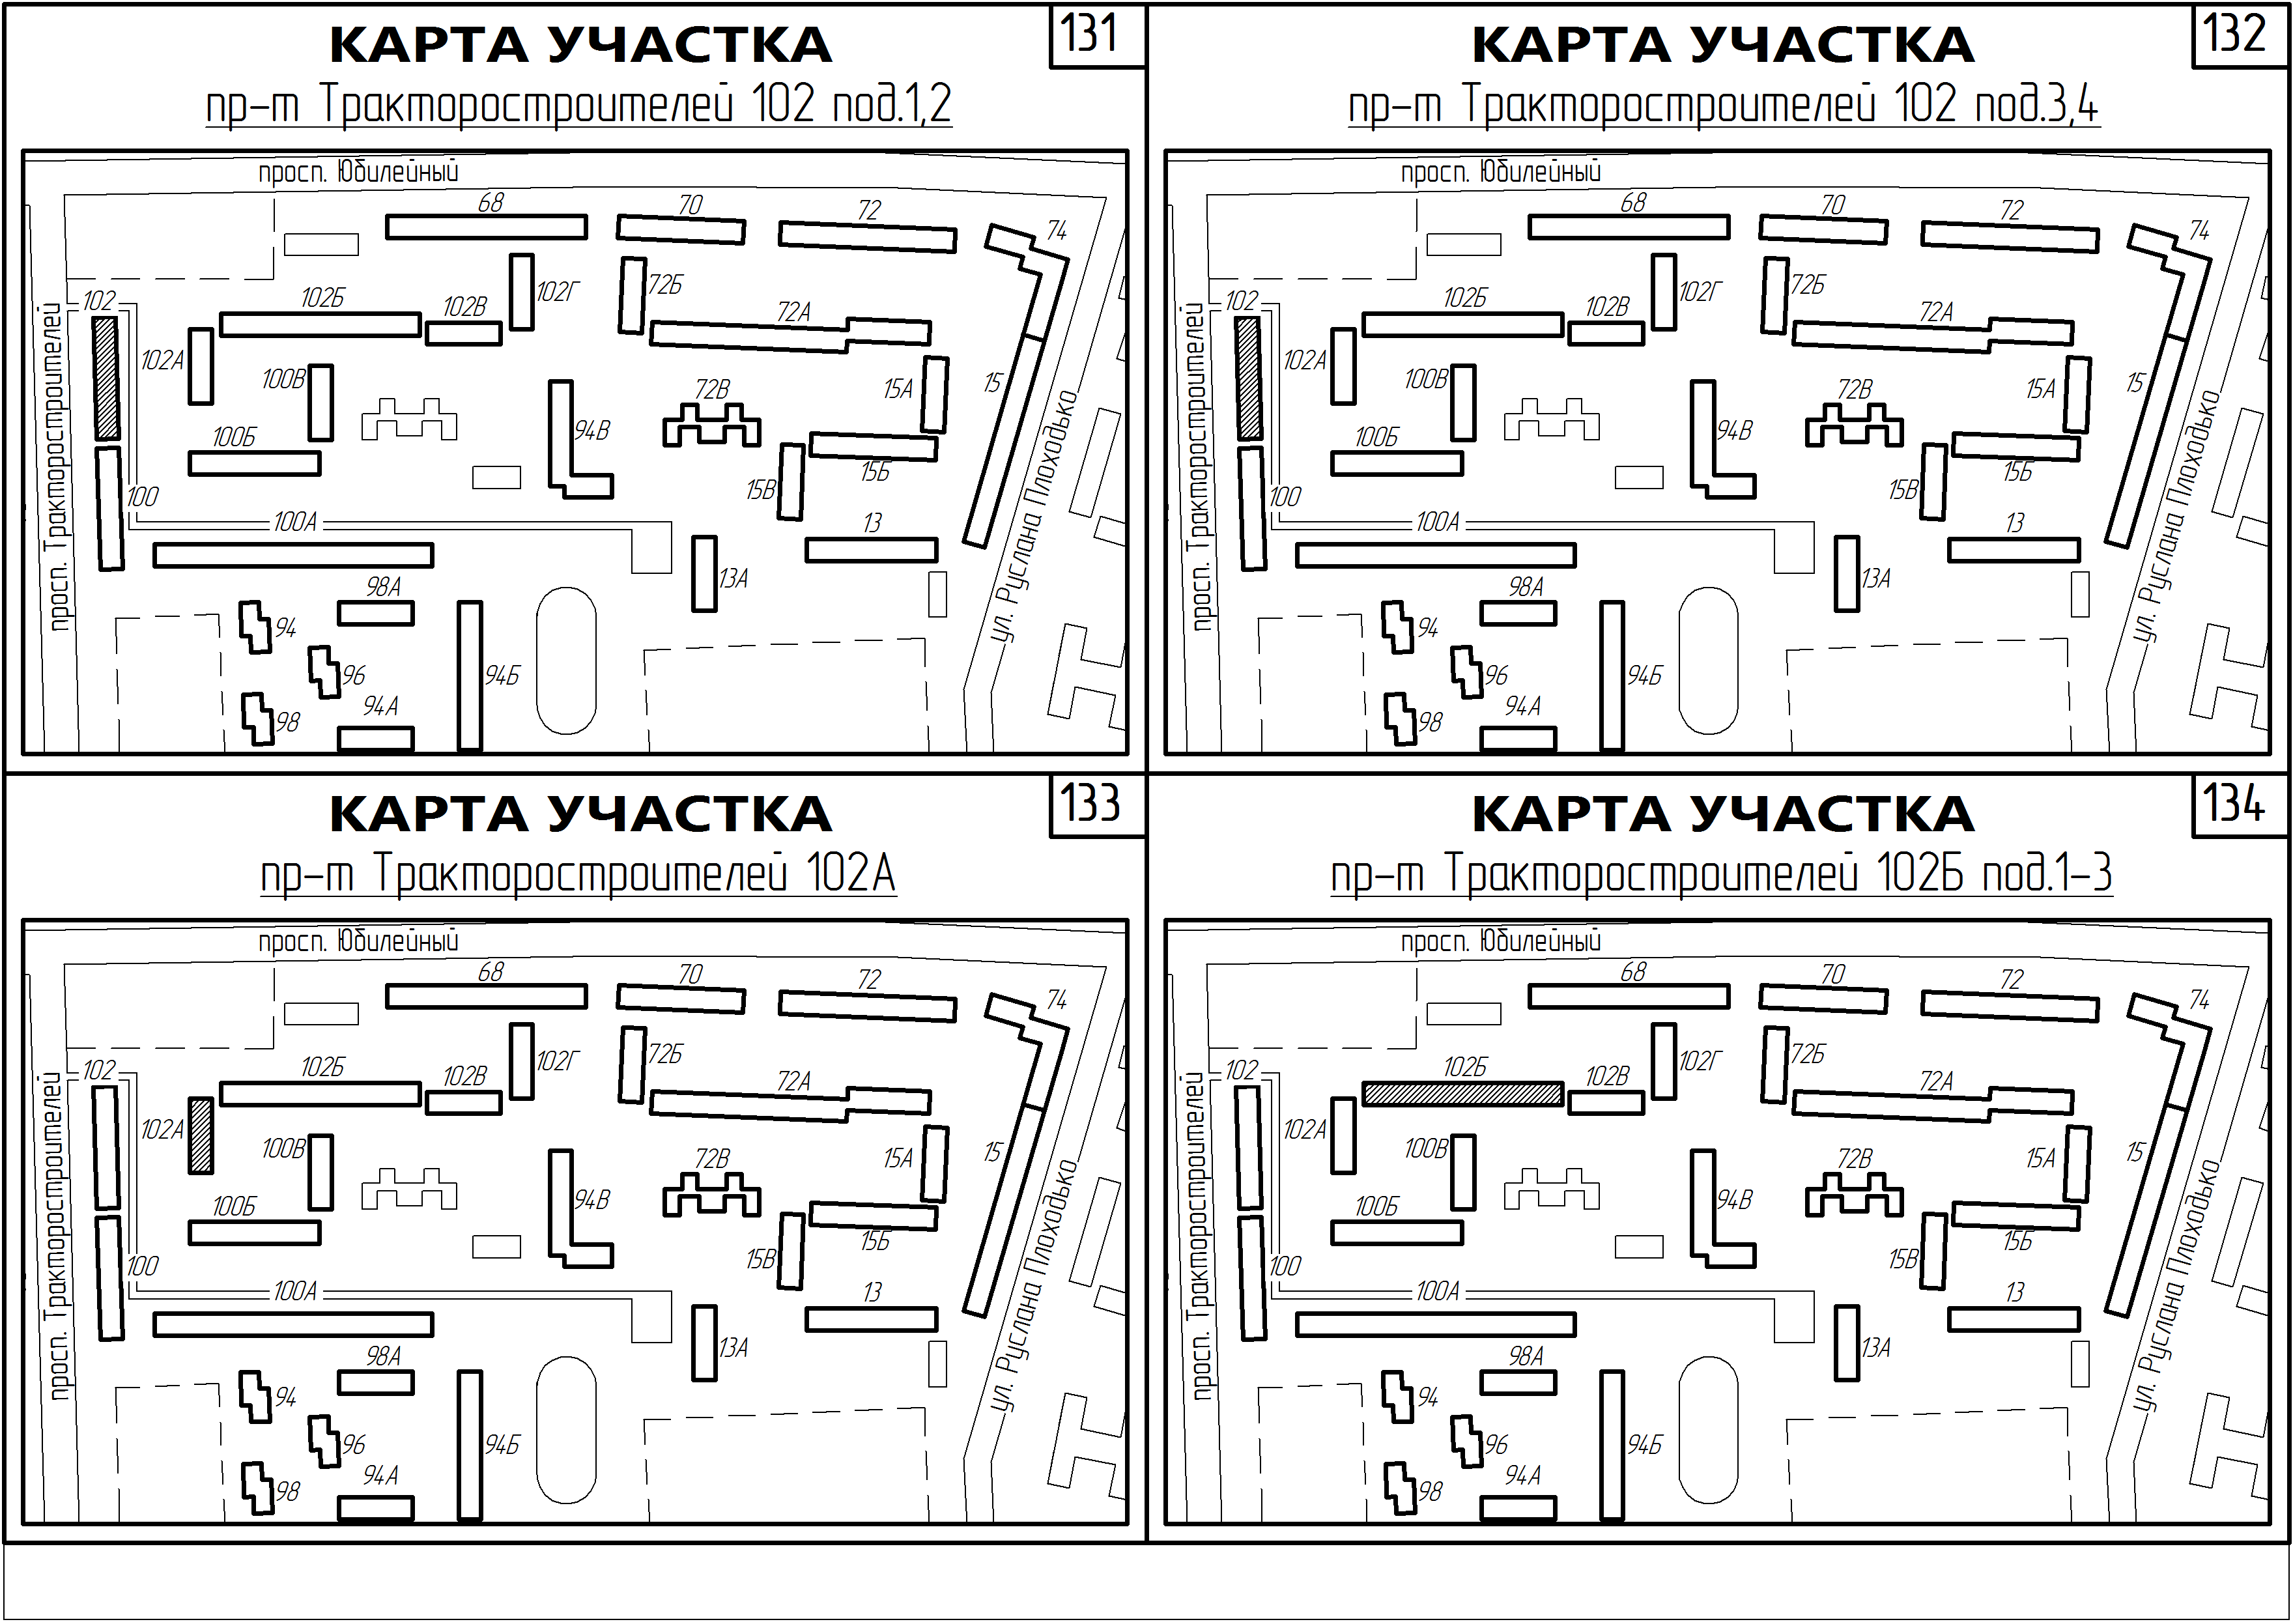 131
КАРТА УЧАСТКА
пр-т Тракторостроителей 102 под.1,2
просп. Юбилейный
68
70
72
74
102
102Б
102В
102Г
72Б
72А
102А
100В
72В
15А
15
100Б
94В
15Б
15В
100
100А
13
13А
98А
94
96
94Б
94А
98
просп. Тракторостроителей
ул. Руслана Плоходько
132
КАРТА УЧАСТКА
пр-т Тракторостроителей 102 под.3,4
просп. Юбилейный
68
70
72
74
102
102Б
102В
102Г
72Б
72А
102А
100В
72В
15А
15
100Б
94В
15Б
15В
100
100А
13
13А
98А
94
96
94Б
94А
98
просп. Тракторостроителей
ул. Руслана Плоходько
133
КАРТА УЧАСТКА
пр-т Тракторостроителей 102А
просп. Юбилейный
68
70
72
74
102
102Б
102В
102Г
72Б
72А
102А
100В
72В
15А
15
100Б
94В
15Б
15В
100
100А
13
13А
98А
94
96
94Б
94А
98
просп. Тракторостроителей
ул. Руслана Плоходько
134
КАРТА УЧАСТКА
пр-т Тракторостроителей 102Б под.1-3
просп. Юбилейный
68
70
72
74
102
102Б
102В
102Г
72Б
72А
102А
100В
72В
15А
15
100Б
94В
15Б
15В
100
100А
13
13А
98А
94
96
94Б
94А
98
просп. Тракторостроителей
ул. Руслана Плоходько